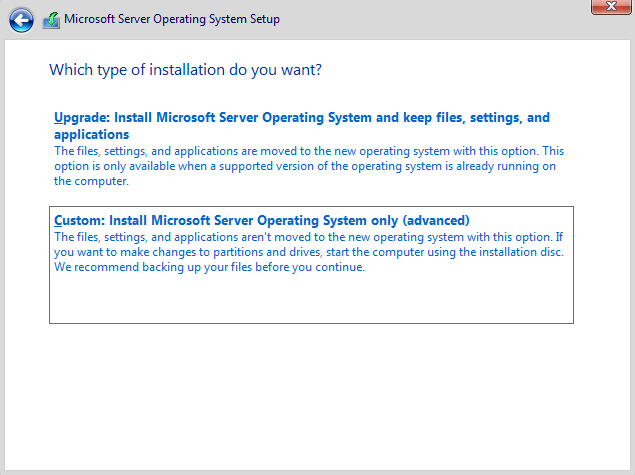 Microsoft Server Operating System Setup
Which type of installation do you want?
Upgrade: Install Microsoft Server Operating System and keep files, settings, and
applications
The files, settings, and applications are moved to the new operating system with this option. This
option is only available when a supported version of the operating system is already running on
the computer.
Custom: Install Microsoft Server Operating System only (advanced)
The files, settings, and applications aren't moved to the new operating system with this option. If
you want to make changes to partitions and drives, start the computer using the installation disc.
We recommend backing up your files before you continue.